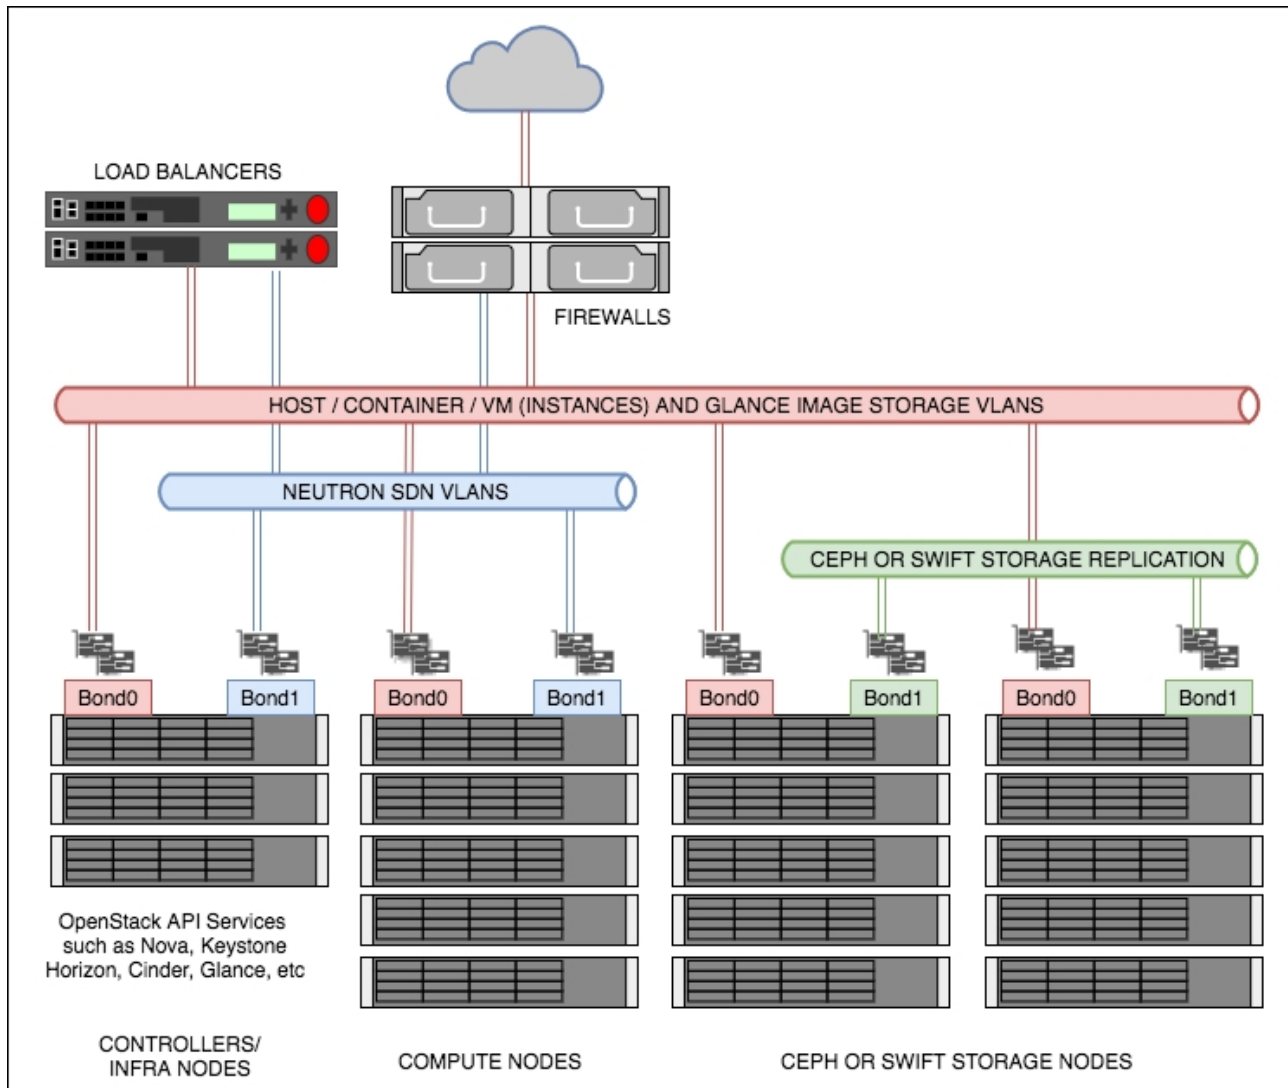 LOAD BALANCERS
FIREWALLS
HOST / CONTAINER / VM (INSTANCES) AND GLANCE IMAGE STORAGE VLANS
NEUTRON SDN VLANS
CEPH OR SWIFT STORAGE REPLICATION
Bond0
Bond1
Bond0
Bond1
Bond0
Bond1
Bond0
Bond1
OpenStack API Services
such as Nova, Keystone
Horizon, Cinder, Glance, etc
CONTROLLERS/
INFRA NODES
COMPUTE NODES
CEPH OR SWIFT STORAGE NODES